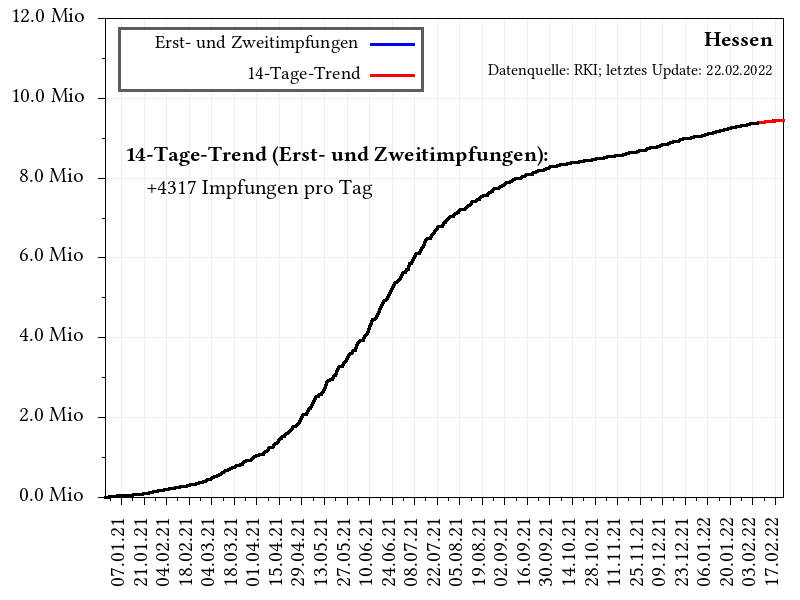 12.0 Mio
10.0 Mio
8.0 Mio
6.0 Mio
4.0 Mio
2.0 Mio
0.0 Mio
Erst- und Zweitimpfungen
14-Tage-Trend
Hessen
Datenquelle: RKI; letztes Update: 22.02.2022
14-Tage-Trend (Erst- und Zweitimpfungen):
+4317 Impfungen pro Tag
07.01.21
21.01.21
04.02.21
18.02.21
04.03.21
18.03.21
01.04.21
15.04.21
29.04.21
13.05.21
27.05.21
10.06.21
24.06.21
08.07.21
22.07.21
05.08.21
19.08.21
02.09.21
16.09.21
30.09.21
14.10.21
28.10.21
11.11.21
25.11.21
09.12.21
23.12.21
06.01.22
20.01.22
03.02.22
17.02.22